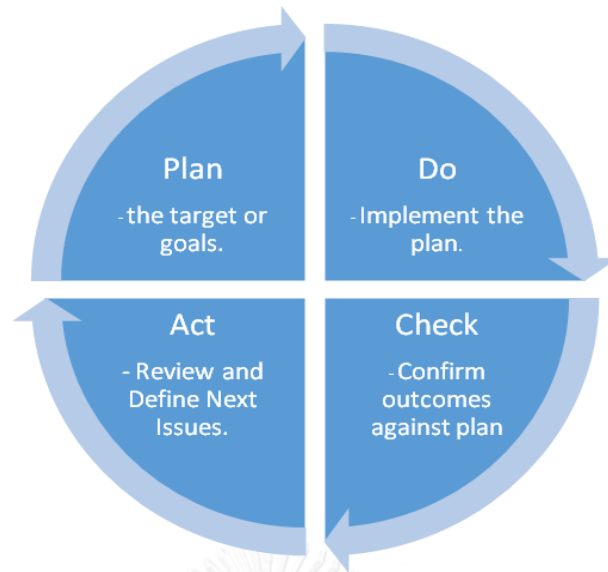 Plan
-the target or
goals.
Do
-Implement the
plan.
Act
- Review and
Define Next
Issues.
Check
-Confirm
outcomes
against plan